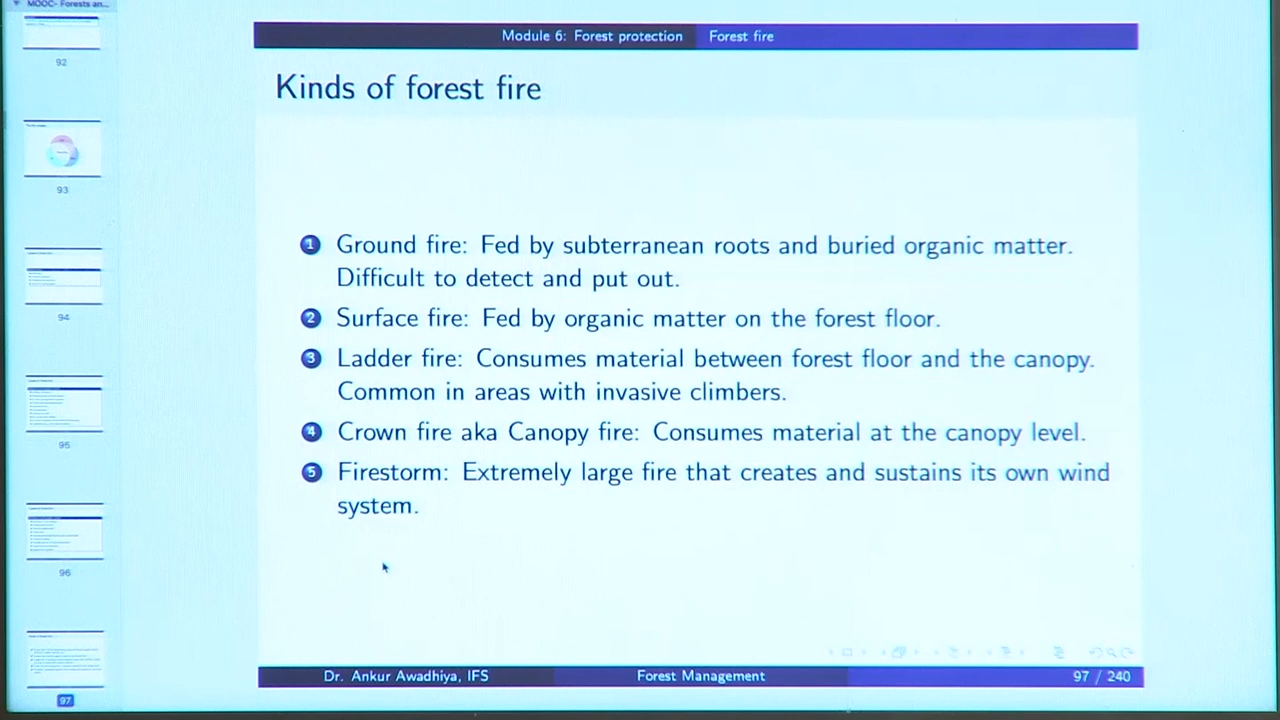 MOOC- Forests an...
92
93
94
95
96
97
Module 6: Forest protection Forest fire
Kinds of forest fire
1 Ground fire: Fed by subterranean roots and buried organic matter.
Difficult to detect and put out.
2 Surface fire: Fed by organic matter on the forest floor.
3 Ladder fire: Consumes material between forest floor and the canopy.
Common in areas with invasive climbers.
4 Crown fire aka Canopy fire: Consumes material at the canopy level.
5 Firestorm: Extremely large fire that creates and sustains its own wind
system.
Dr. Ankur Awadhiya, IFS Forest Management 97 / 240